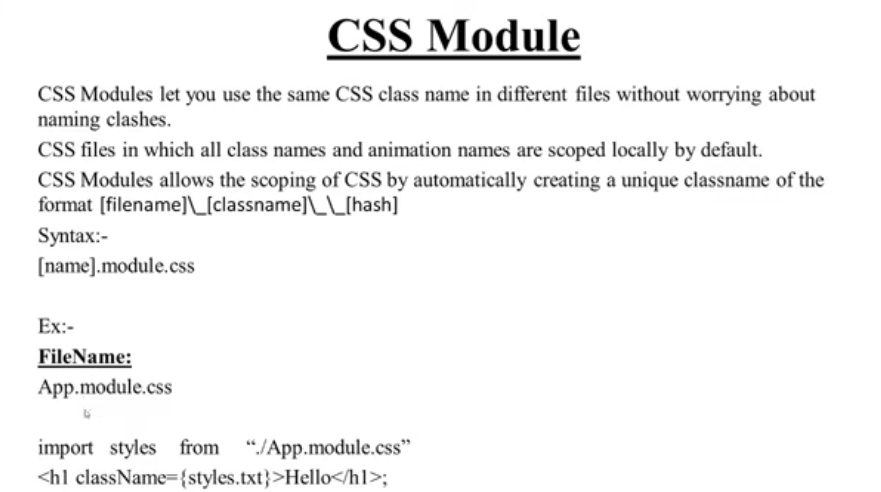 CSS Module
CSS Modules let you use the same CSS class name in different files without worrying about
naming clashes.
CSS files in which all class names and animation names are scoped locally by default.
CSS Modules allows the scoping of CSS by automatically creating a unique classname of the
format [filename]\_[classname]\_\_[hash]
Syntax:-
[name].module.css
Ex:-
FileName:
App.module.css
import styles from “./App.module.css”
<h1 className={styles.txt}>Hello</h1>;